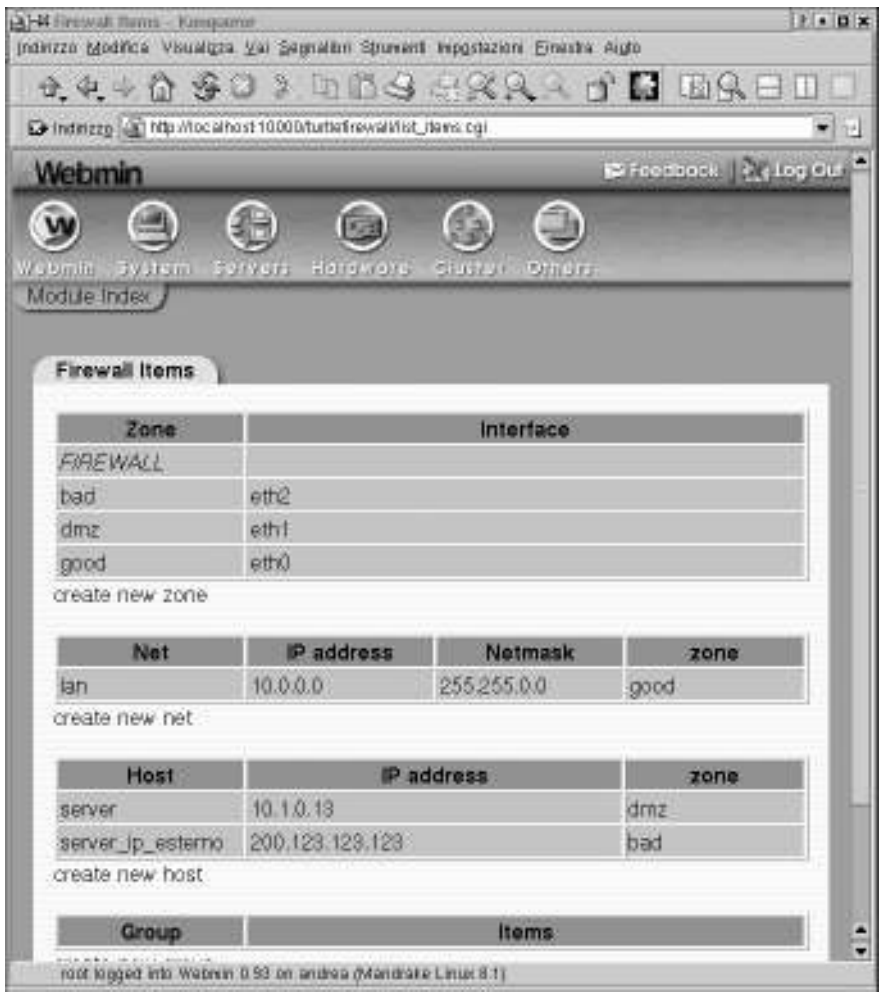 Firewall Items - Konqueror
Indirizzo Modifica Visualizza Vai Segnalibri Strumenti Impostazioni Finestra Aiuto
Indirizzo http://localhost:10000/turtlefirewall/list_items.cgi
Webmin Feedback Log Out
Webmin System Servers Hardware Cluster Others
Module Index
Firewall Items
Zone Interface
FIREWALL
bad eth2
dmz eth1
good eth0
create new zone
Net IP address Netmask zone
lan 10.0.0.0 255.255.0.0 good
create new net
Host IP address zone
server 10.1.0.13 dmz
server_ip_esterno 200.123.123.123 bad
create new host
Group Items
root logged into Webmin 0.93 on andrea (Mandrake Linux 8.1)